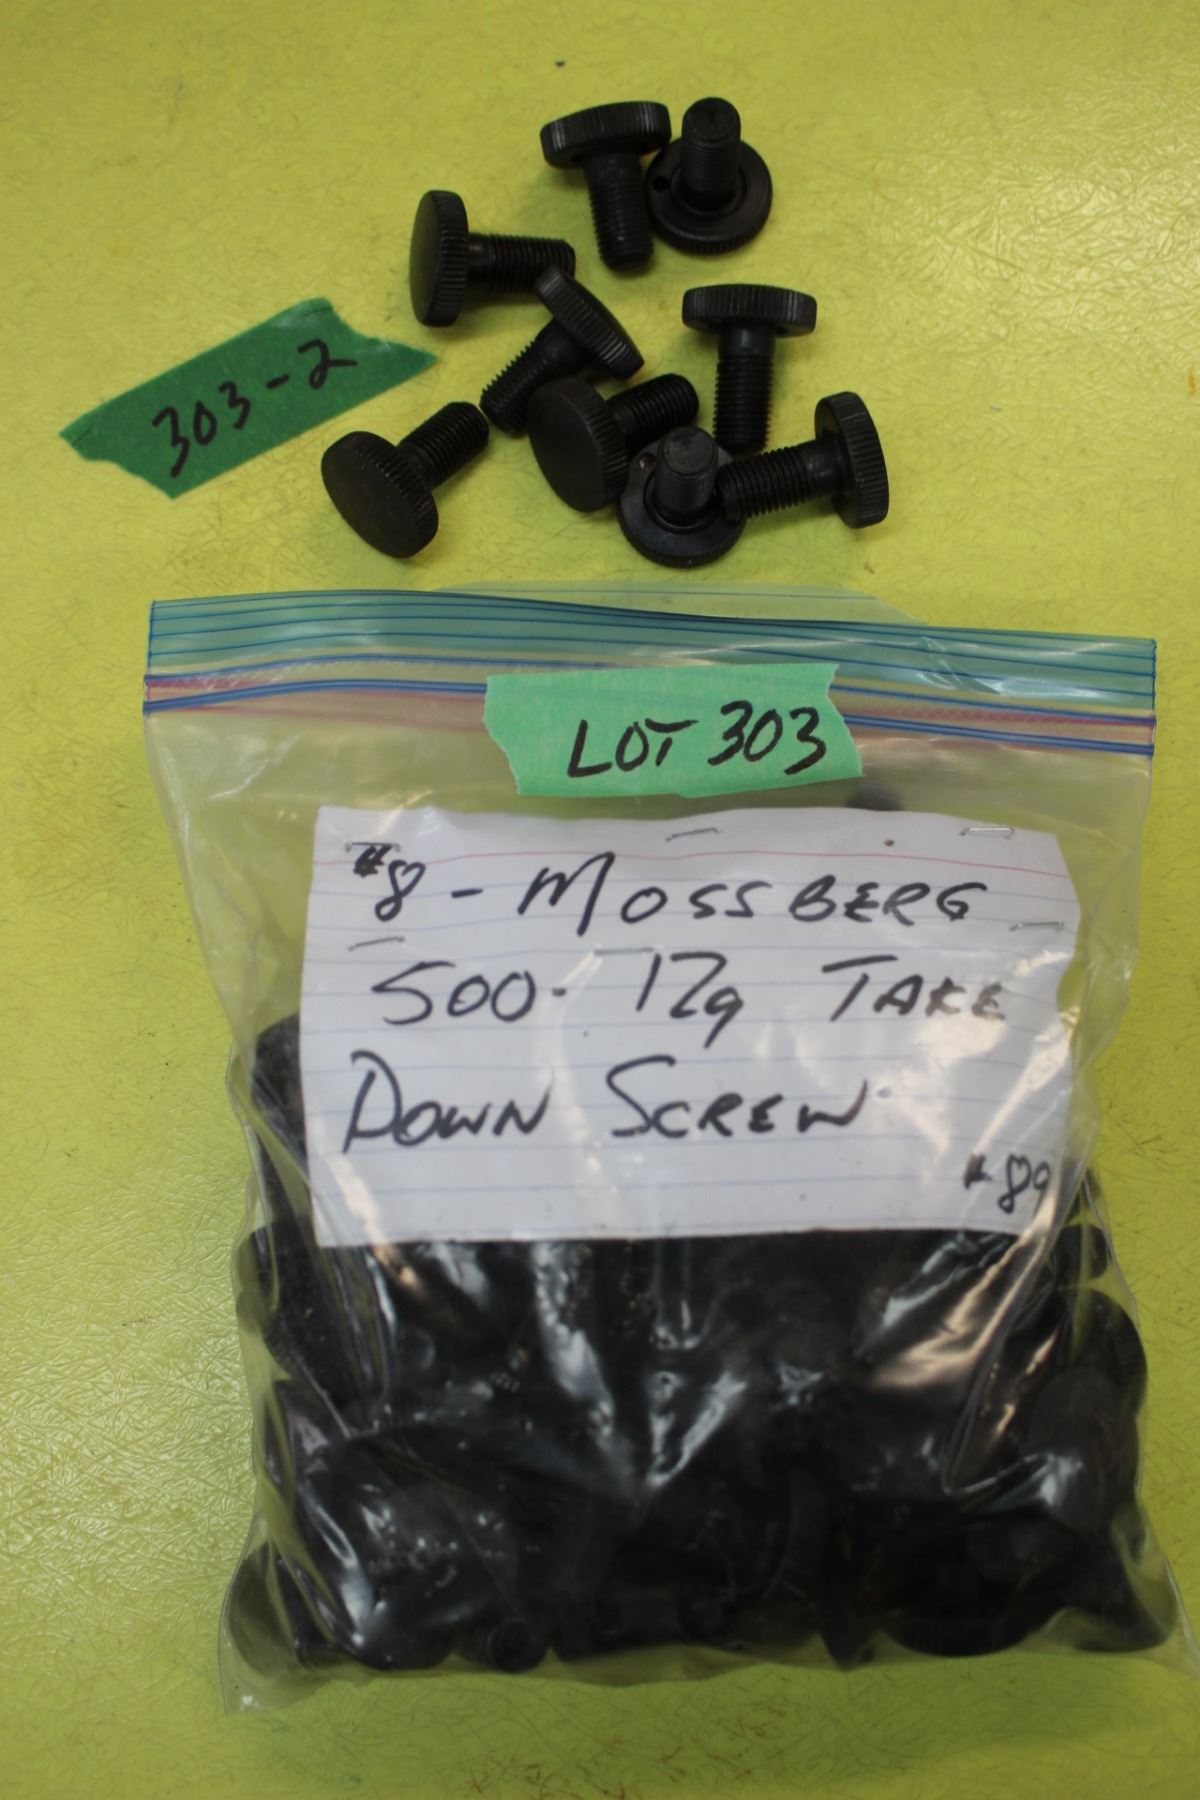 303-2
LOT 303
#8 - MOSSBERG
500 - 12g TAKE
DOWN SCREW
#89